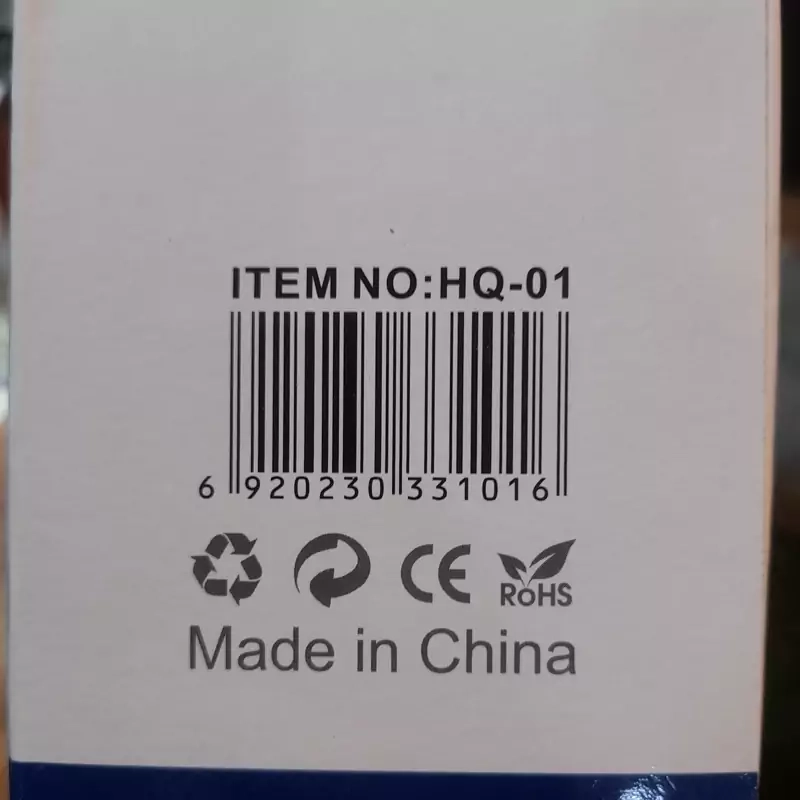 ITEM NO:HQ-01
6 920230 331016
CE RoHS
Made in China